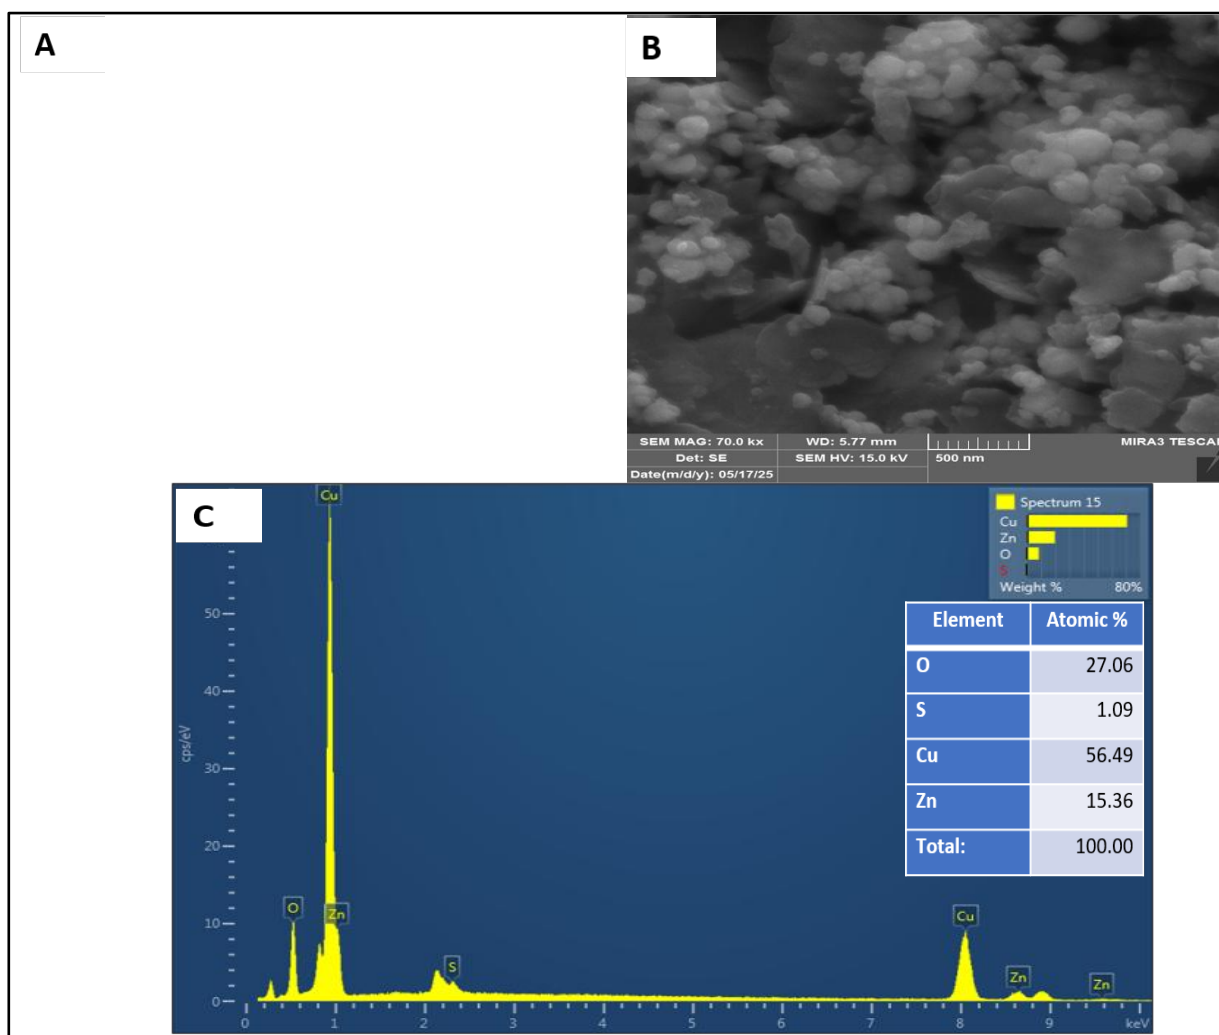 A
B
SEM MAG: 70.0 kx WD: 5.77 mm MIRA3 TESCAN
Det: SE SEM HV: 15.0 kV 500 nm
Date(m/d/y): 05/17/25
C
Cu
Spectrum 15
Cu
Zn
O
S
Weight % 80%
Element Atomic %
O 27.06
S 1.09
Cu 56.49
Zn 15.36
Total: 100.00
50
40
30
20
10
0
cps/eV
O
Zn
S
Cu
Zn
Zn
0 1 2 3 4 5 6 7 8 9 keV